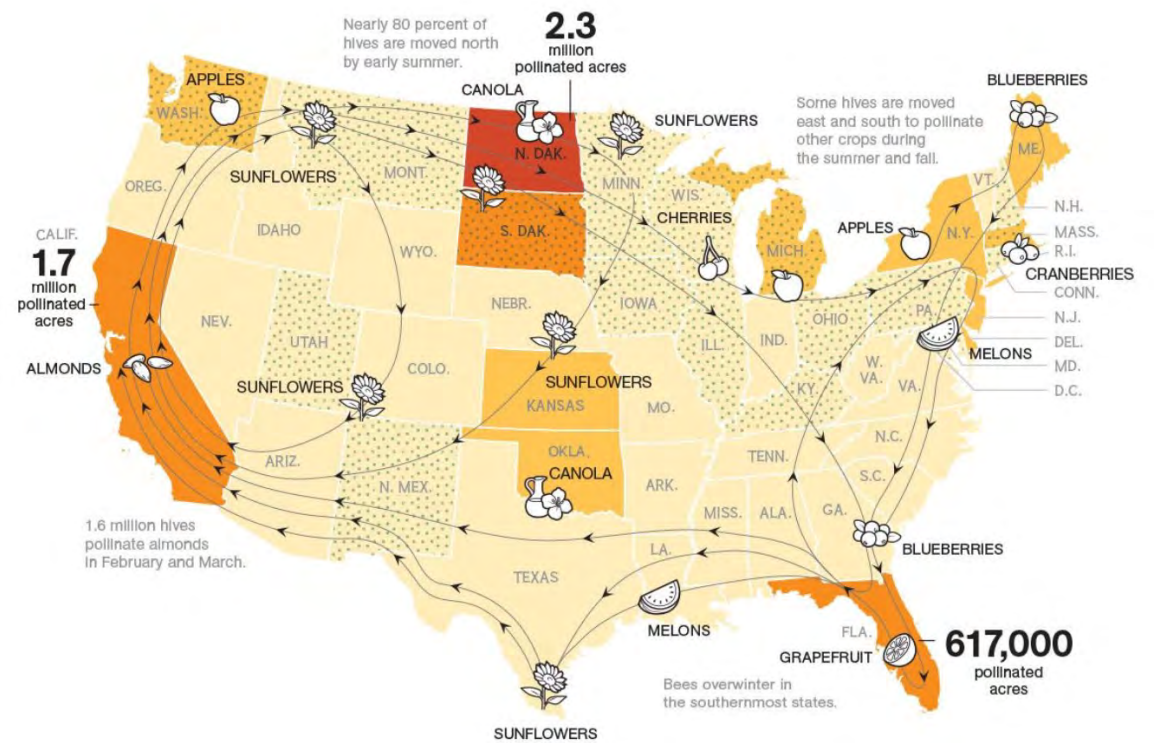 Nearly 80 percent of
hives are moved north
by early summer.
2.3
million
pollinated acres
CANOLA
APPLES
WASH.
SUNFLOWERS
BLUEBERRIES
Some hives are moved
east and south to pollinate
other crops during
the summer and fall.
ME.
N. DAK.
MONT.
MINN.
SUNFLOWERS
OREG.
WIS.
VT.
N.H.
CHERRIES
IDAHO
S. DAK.
APPLES
N.Y.
MASS.
CALIF.
1.7
million
pollinated
acres
WYO.
MICH.
R.I.
CRANBERRIES
CONN.
NEBR.
IOWA
NEV.
PA.
N.J.
OHIO
UTAH
ILL.
IND.
DEL.
MELONS
ALMONDS
COLO.
SUNFLOWERS
SUNFLOWERS
W.
VA.
MD.
KY.
VA.
D.C.
KANSAS
MO.
N.C.
OKLA.
CANOLA
TENN.
ARIZ.
S.C.
N. MEX.
ARK.
MISS.
ALA.
GA.
1.6 million hives
pollinate almonds
in February and March.
LA.
BLUEBERRIES
TEXAS
MELONS
FLA.
GRAPEFRUIT
617,000
pollinated
acres
Bees overwinter in
the southernmost states.
SUNFLOWERS